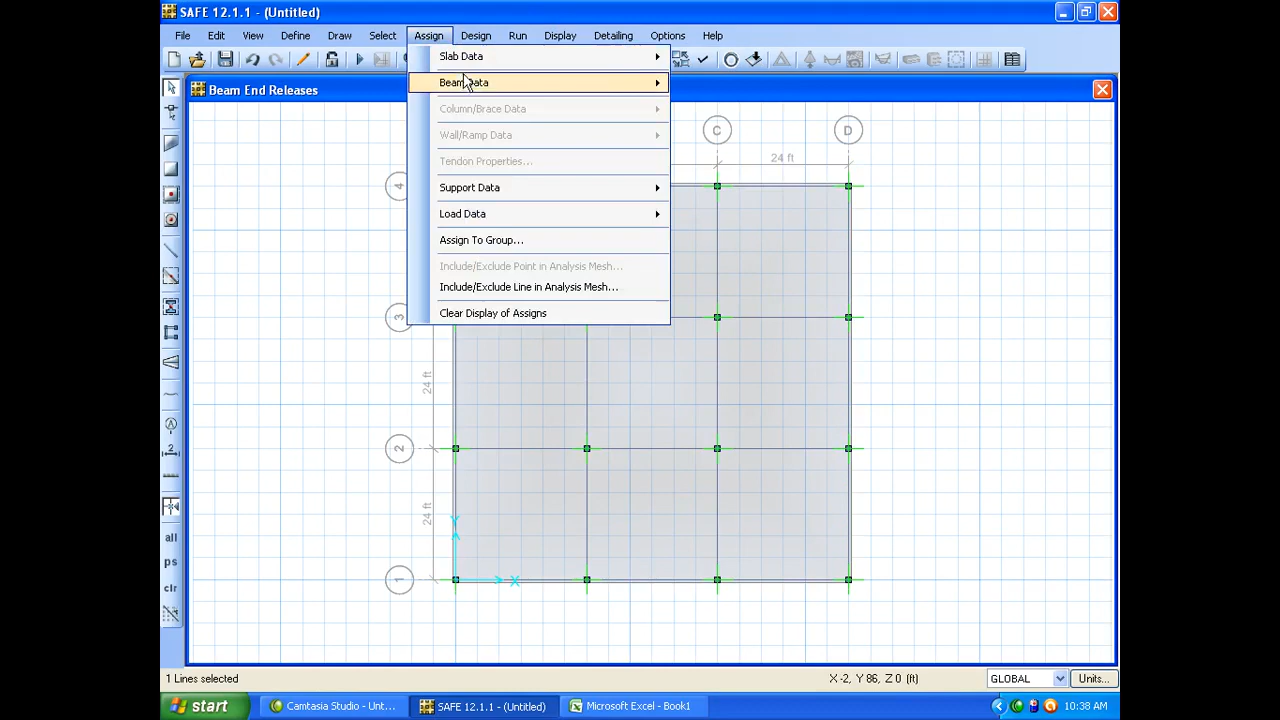 SAFE 12.1.1 - (Untitled)
File Edit View Define Draw Select Assign Design Run Display Detailing Options Help
Beam End Releases
Slab Data
Beam Data
Column/Brace Data
Wall/Ramp Data
Tendon Properties...
Support Data
Load Data
Assign To Group...
Include/Exclude Point in Analysis Mesh...
Include/Exclude Line in Analysis Mesh...
Clear Display of Assigns
C D
24 ft
4
3
24 ft
2
24 ft
1
Y
X
all
ps
clr
1 Lines selected
X -2, Y 86, Z 0 (ft)
GLOBAL
Units...
start
Camtasia Studio - Unt...
SAFE 12.1.1 - (Untitled)
Microsoft Excel - Book1
10:38 AM